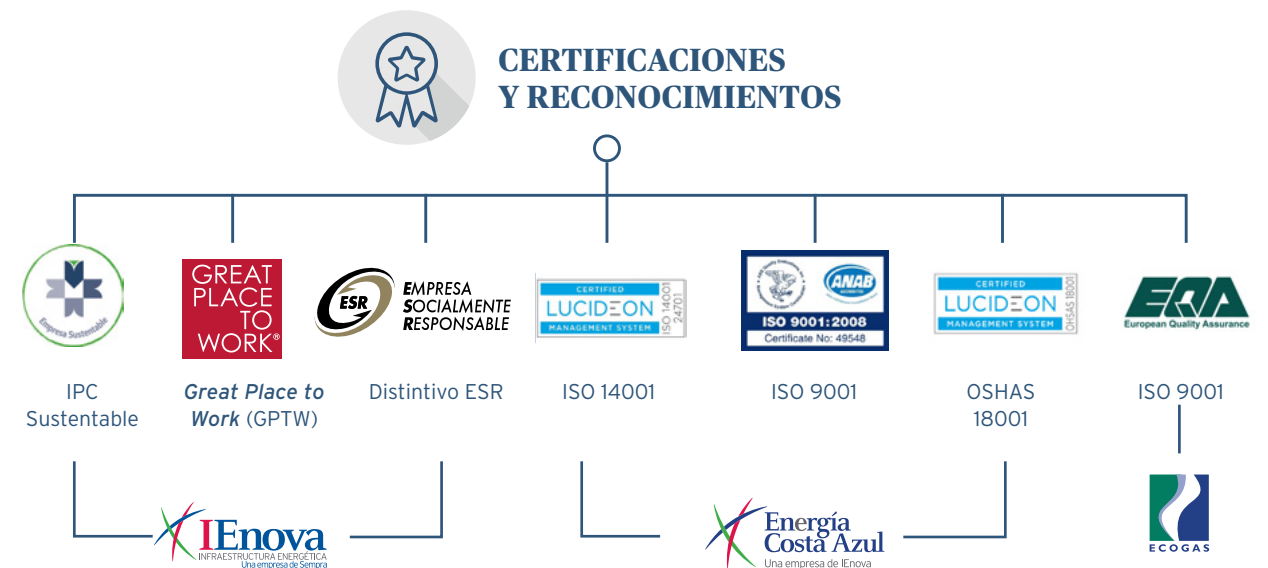 CERTIFICACIONES
Y RECONOCIMIENTOS
Empresa Sustentable
GREAT
PLACE
TO
WORK®
ESR
EMPRESA
SOCIALMENTE
RESPONSABLE
CERTIFIED
LUCIDEON
MANAGEMENT SYSTEM
ISO 14001
24701
ANAB
ISO 9001:2008
Certificate No: 49548
CERTIFIED
LUCIDEON
MANAGEMENT SYSTEM
OHSAS 18001
EQA
European Quality Assurance
IPC
Sustentable
Great Place to
Work (GPTW)
Distintivo ESR
ISO 14001
ISO 9001
OSHAS
18001
ISO 9001
IEnova
INFRAESTRUCTURA ENERGÉTICA
Una empresa de Sempra
Energía
Costa Azul
Una empresa de IEnova
ECOGAS